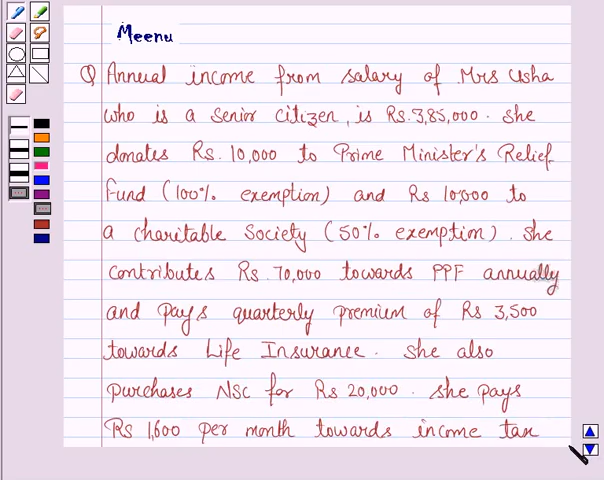 Meenu
Q Annual income from salary of Mrs Usha
who is a senior citizen, is Rs. 3,85,000. She
donates Rs. 10,000 to Prime Minister's Relief
Fund (100% exemption) and Rs 10,000 to
a charitable society (50% exemption). She
contributes Rs. 70,000 towards PPF annually
and pays quarterly premium of Rs 3,500
towards Life Insurance. She also
purchases NSC for Rs 20,000. she pays
Rs 1,600 per month towards income tax